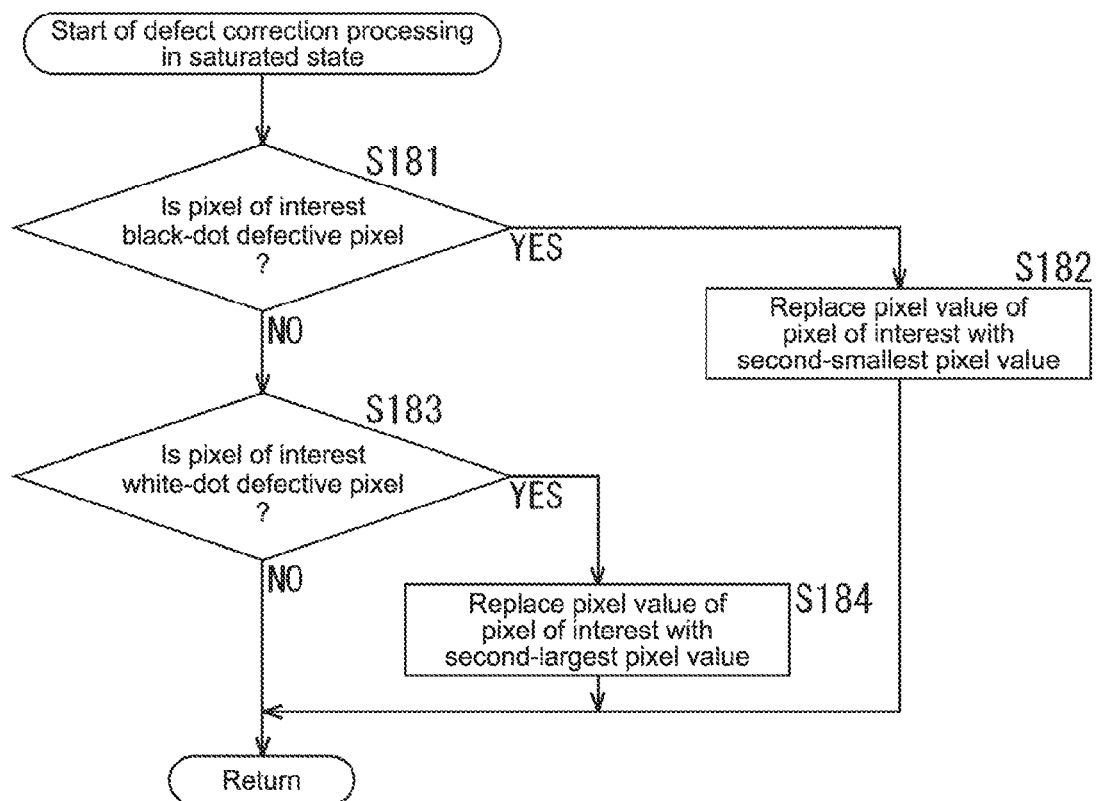 Start of defect correction processing
in saturated state
S181
Is pixel of interest
black-dot defective pixel
?
YES
NO
S182
Replace pixel value of
pixel of interest with
second-smallest pixel value
S183
Is pixel of interest
white-dot defective pixel
?
YES
NO
S184
Replace pixel value of
pixel of interest with
second-largest pixel value
Return